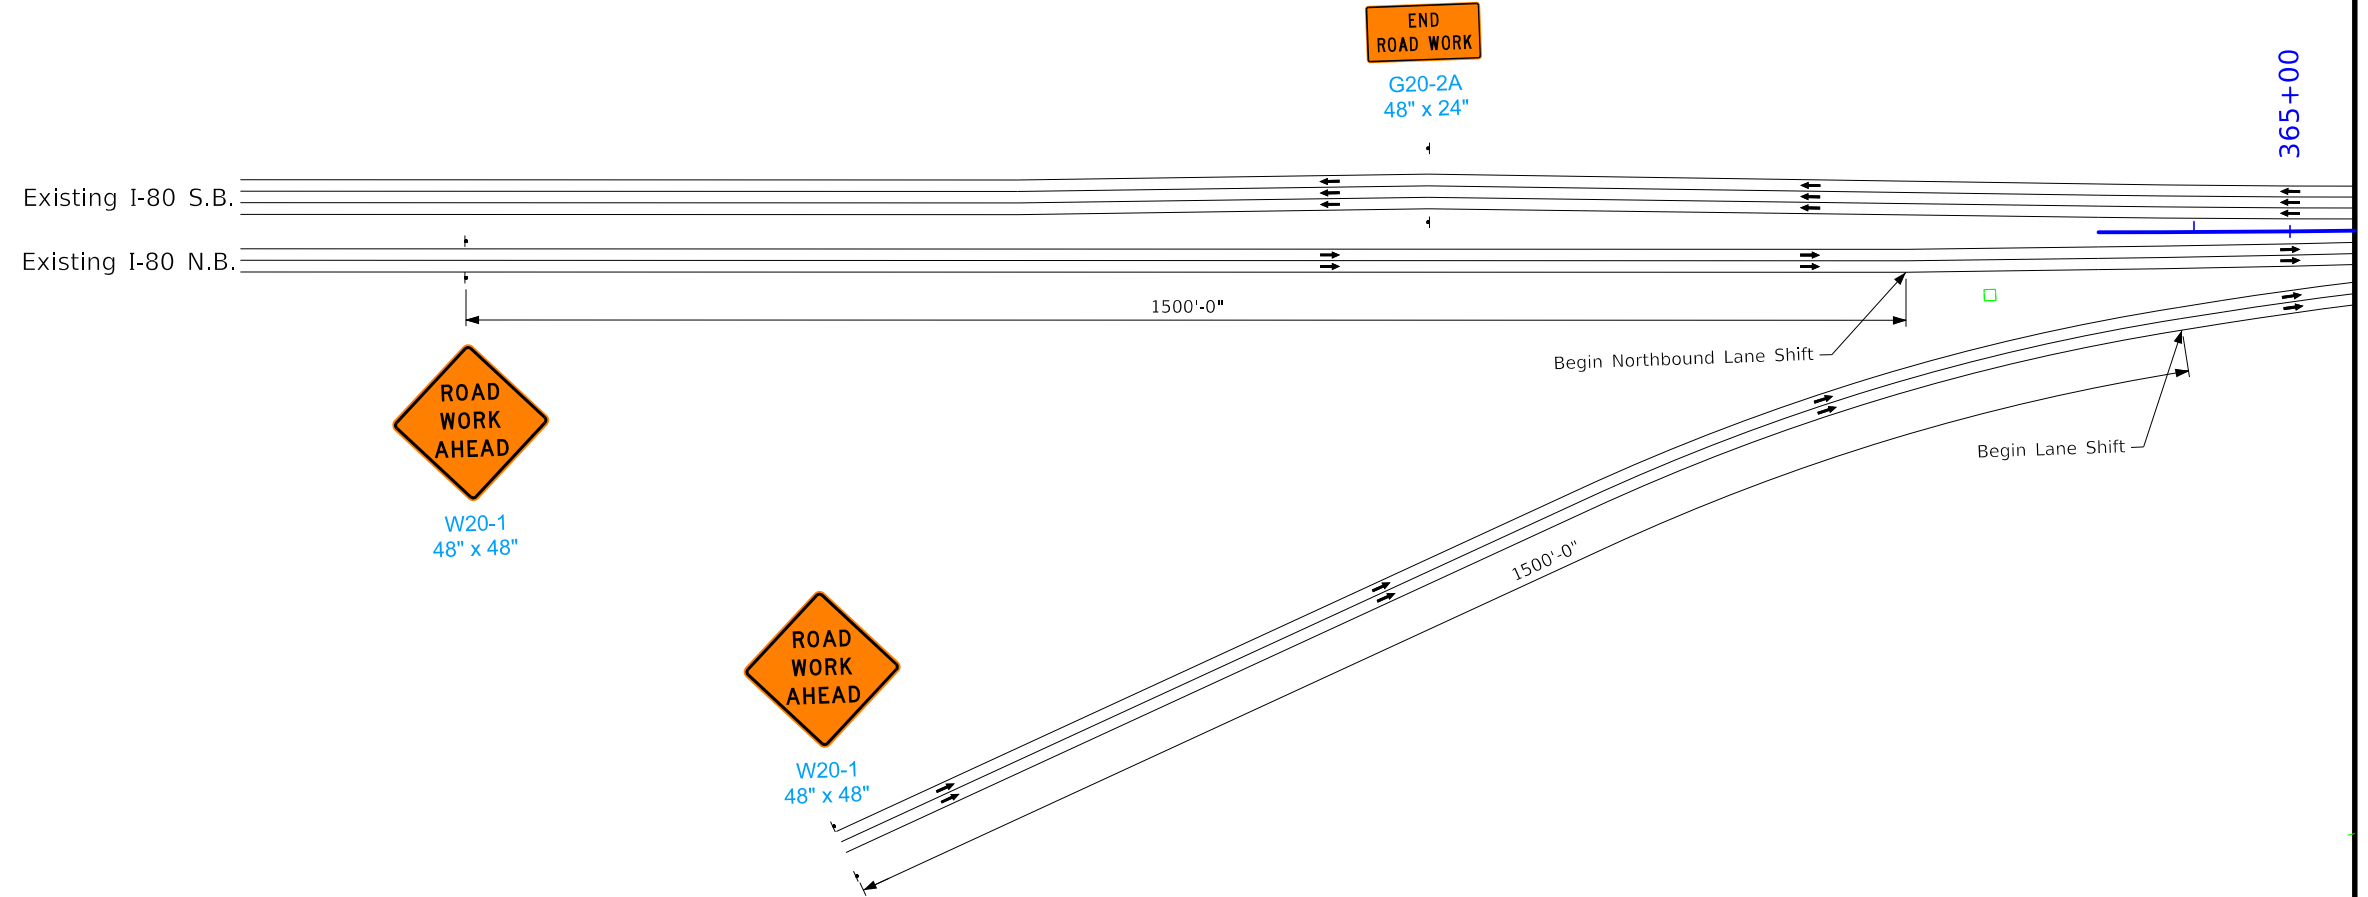 END
ROAD WORK
G20-2A
48" x 24"
365+00
Existing I-80 S.B.
Existing I-80 N.B.
1500'-0"
Begin Northbound Lane Shift
ROAD
WORK
AHEAD
W20-1
48" x 48"
Begin Lane Shift
1500'-0"
ROAD
WORK
AHEAD
W20-1
48" x 48"